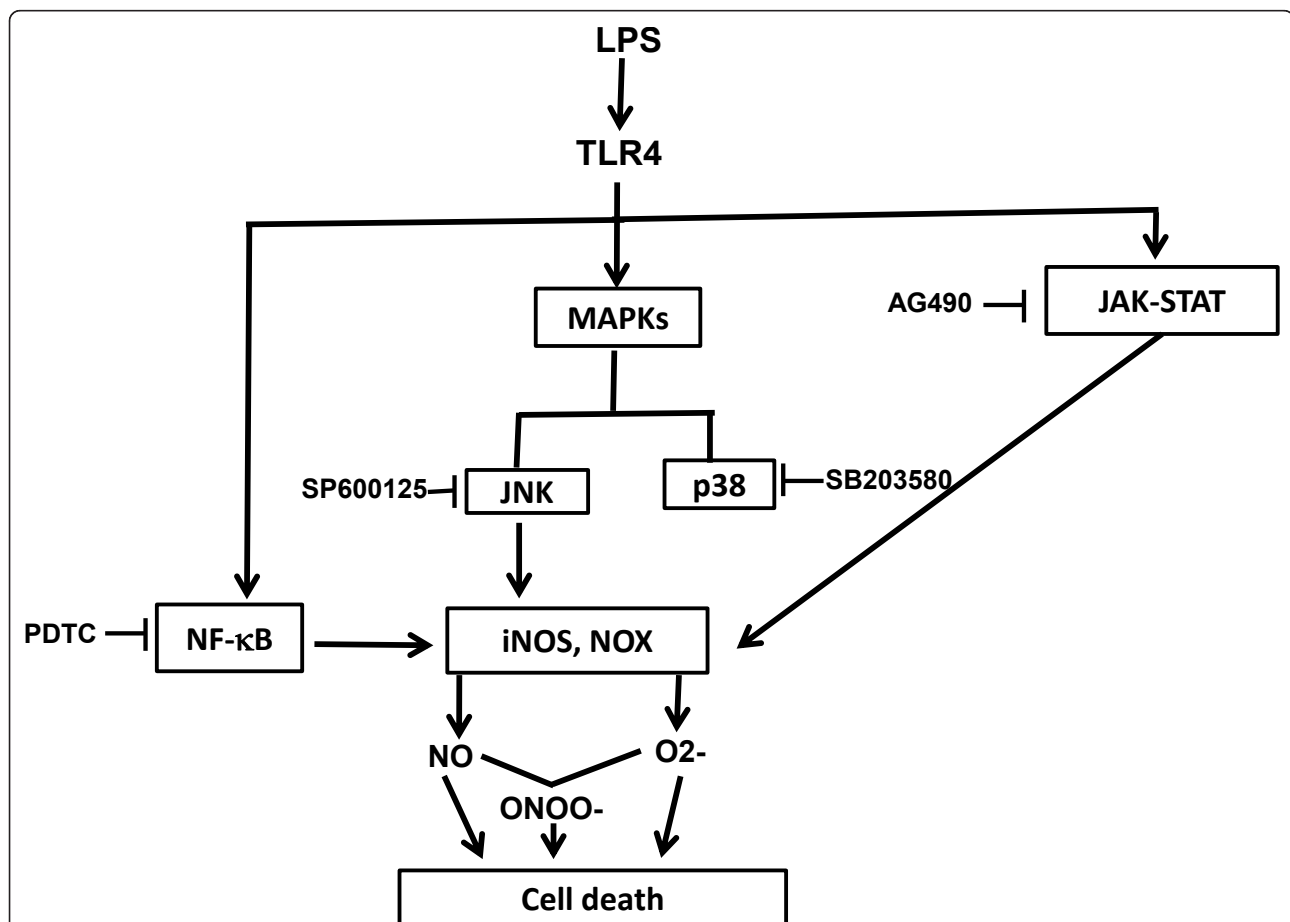 LPS
TLR4
MAPKs
AG490
JAK-STAT
SP600125
JNK
p38
SB203580
PDTC
NF-κB
iNOS, NOX
NO
O2-
ONOO-
Cell death